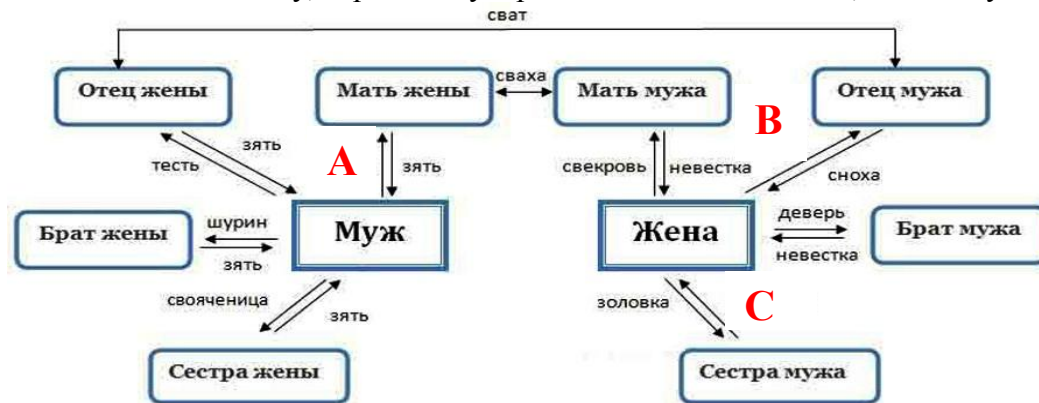 сват
Отец жены
Мать жены
сваха
Мать мужа
Отец мужа
B
A
зять
тесть
зять
свекровь
невестка
сноха
Брат жены
шурин
зять
Муж
Жена
деверь
невестка
Брат мужа
свояченица
зять
золовка
C
Сестра жены
Сестра мужа